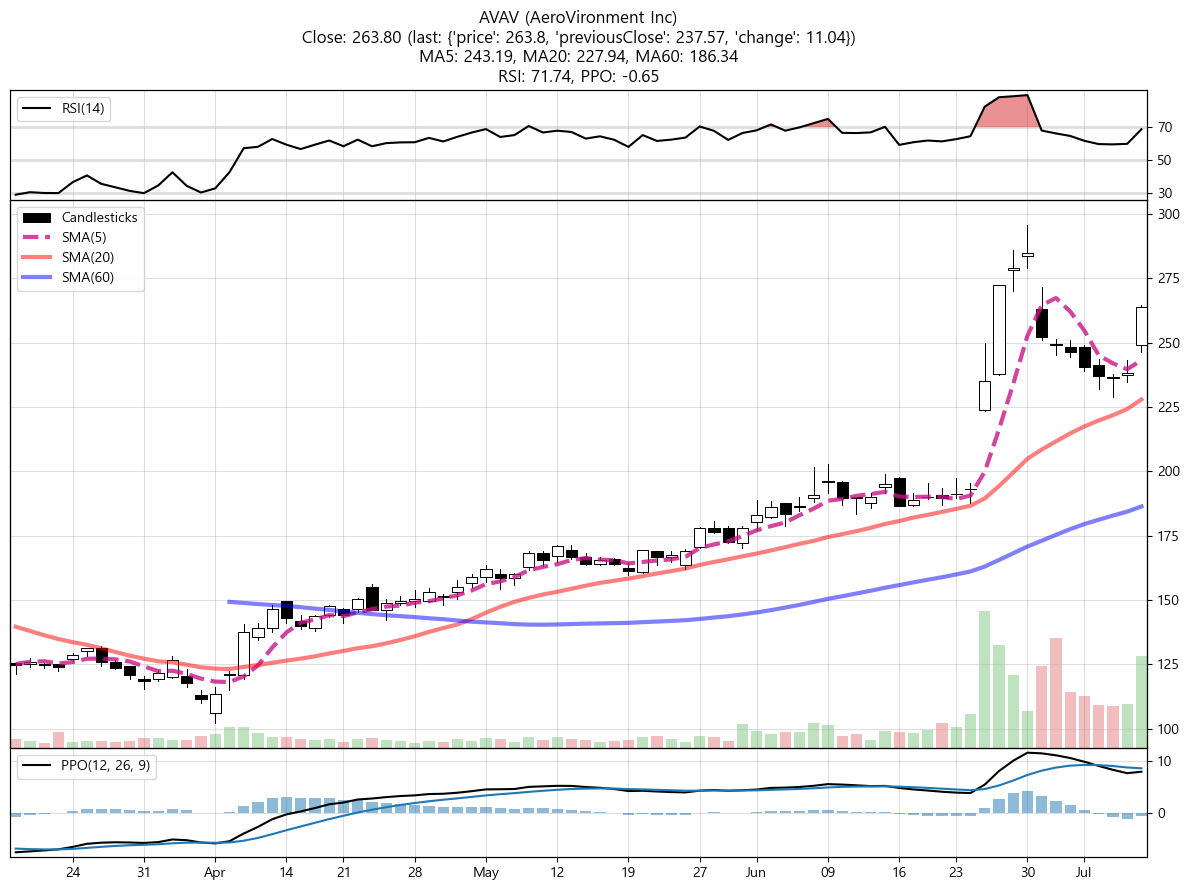 AVAV (AeroVironment Inc)
Close: 263.80 (last: {'price': 263.8, 'previousClose': 237.57, 'change': 11.04})
MA5: 243.19, MA20: 227.94, MA60: 186.34
RSI: 71.74, PPO: -0.65
RSI(14)
70
50
30
Candlesticks
SMA(5)
SMA(20)
SMA(60)
300
275
250
225
200
175
150
125
100
PPO(12, 26, 9)
10
0
24 31 Apr 14 21 28 May 12 19 27 Jun 09 16 23 30 Jul